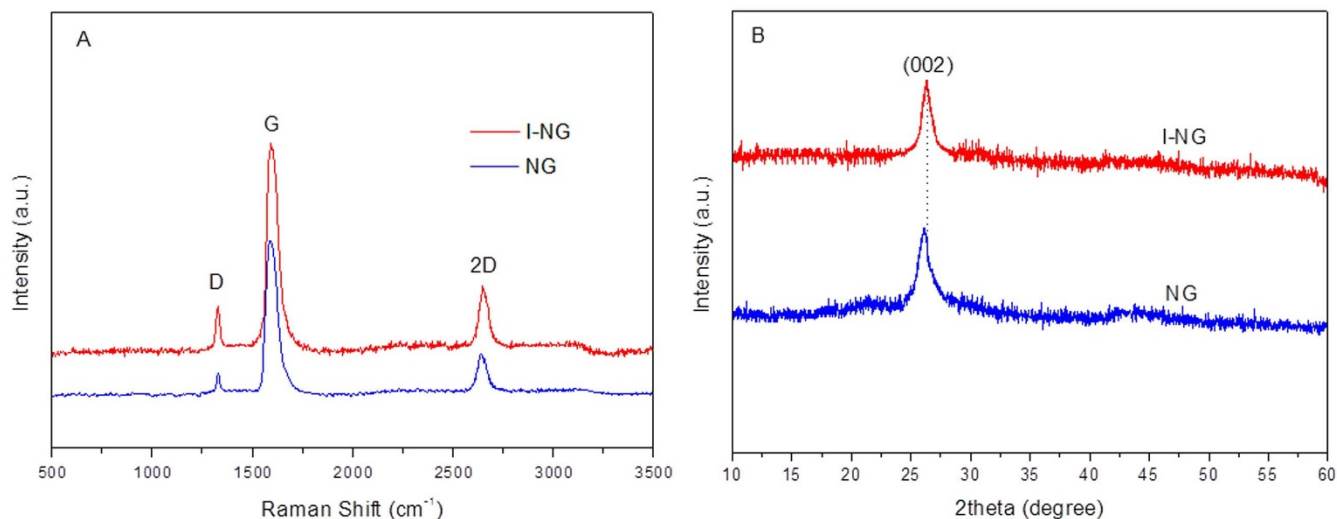 A
G
I-NG
NG
D
2D
Intensity (a.u.)
500 1000 1500 2000 2500 3000 3500
Raman Shift (cm⁻¹)
B
(002)
I-NG
NG
Intensity (a.u.)
10 15 20 25 30 35 40 45 50 55 60
2theta (degree)